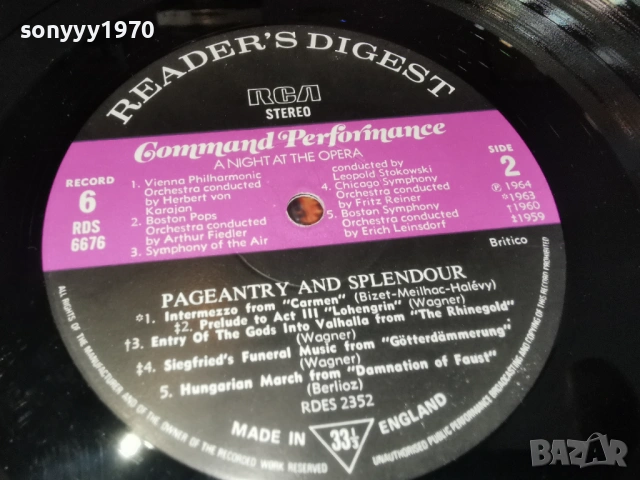 sonyyy1970
READER'S DIGEST
RCA
STEREO
Command Performance
A NIGHT AT THE OPERA
RECORD
6
RDS
6676
1. Vienna Philharmonic
Orchestra conducted
by Herbert von
Karajan
2. Boston Pops
Orchestra conducted
by Arthur Fiedler
3. Symphony of the Air
conducted by
Leopold Stokowski
4. Chicago Symphony
Orchestra conducted
by Fritz Reiner
5. Boston Symphony
Orchestra conducted
by Erich Leinsdorf
SIDE
2
℗ 1964
*1963
†1960
‡1959
Britico
PAGEANTRY AND SPLENDOUR
*1. Intermezzo from "Carmen" (Bizet-Meilhac-Halévy)
‡2. Prelude to Act III "Lohengrin" (Wagner)
†3. Entry Of The Gods Into Valhalla from "The Rhinegold"
(Wagner)
‡4. Siegfried's Funeral Music from "Götterdämmerung"
(Wagner)
5. Hungarian March from "Damnation of Faust"
(Berlioz)
RDES 2352
MADE IN ENGLAND
33⅓
ALL RIGHTS OF THE MANUFACTURER AND OF THE OWNER OF THE RECORDED WORK RESERVED
UNAUTHORISED PUBLIC PERFORMANCE BROADCASTING AND COPYING OF THIS RECORD PROHIBITED
BAZAR